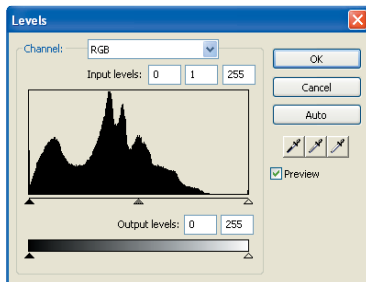 Levels
Channel: RGB
OK
Input levels: 0 1 255
Cancel
Auto
Preview
Output levels: 0 255